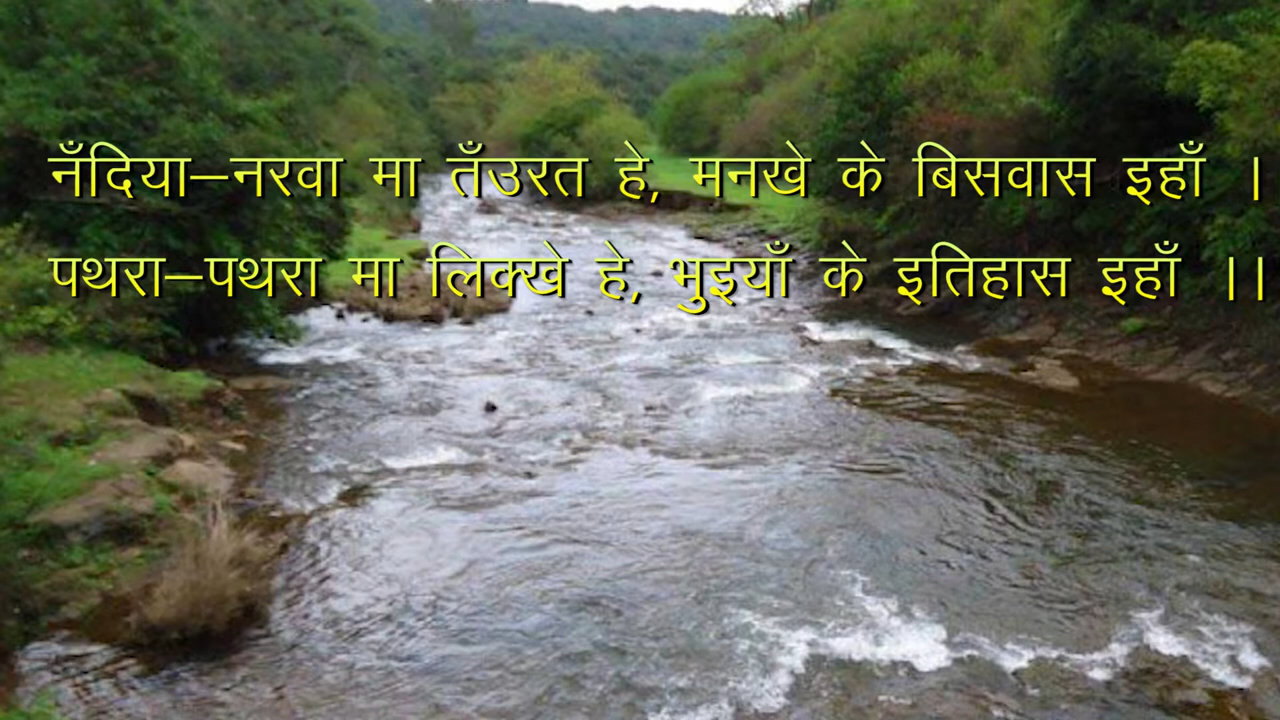 नँदिया–नरवा मा तँउरत हे, मनखे के बिसवास इहाँ ।
पथरा–पथरा मा लिक्खे हे, भुइयाँ के इतिहास इहाँ ।।